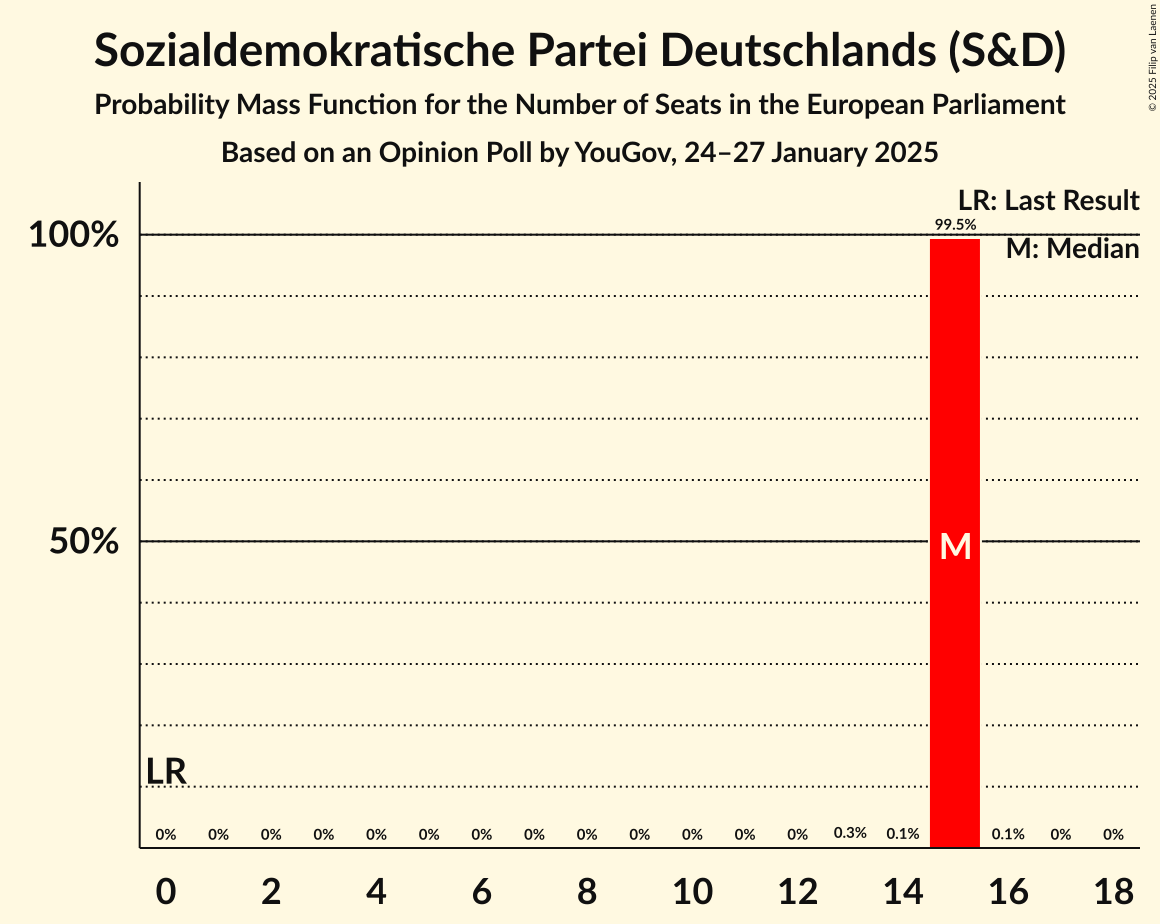 Sozialdemokratische Partei Deutschlands (S&D)
Probability Mass Function for the Number of Seats in the European Parliament
Based on an Opinion Poll by YouGov, 24–27 January 2025
© 2025 Filip van Laenen
LR: Last Result
M: Median
100%
50%
99.5%
M
LR
0% 0% 0% 0% 0% 0% 0% 0% 0% 0% 0% 0% 0% 0.3% 0.1% 0.1% 0% 0%
0 2 4 6 8 10 12 14 16 18